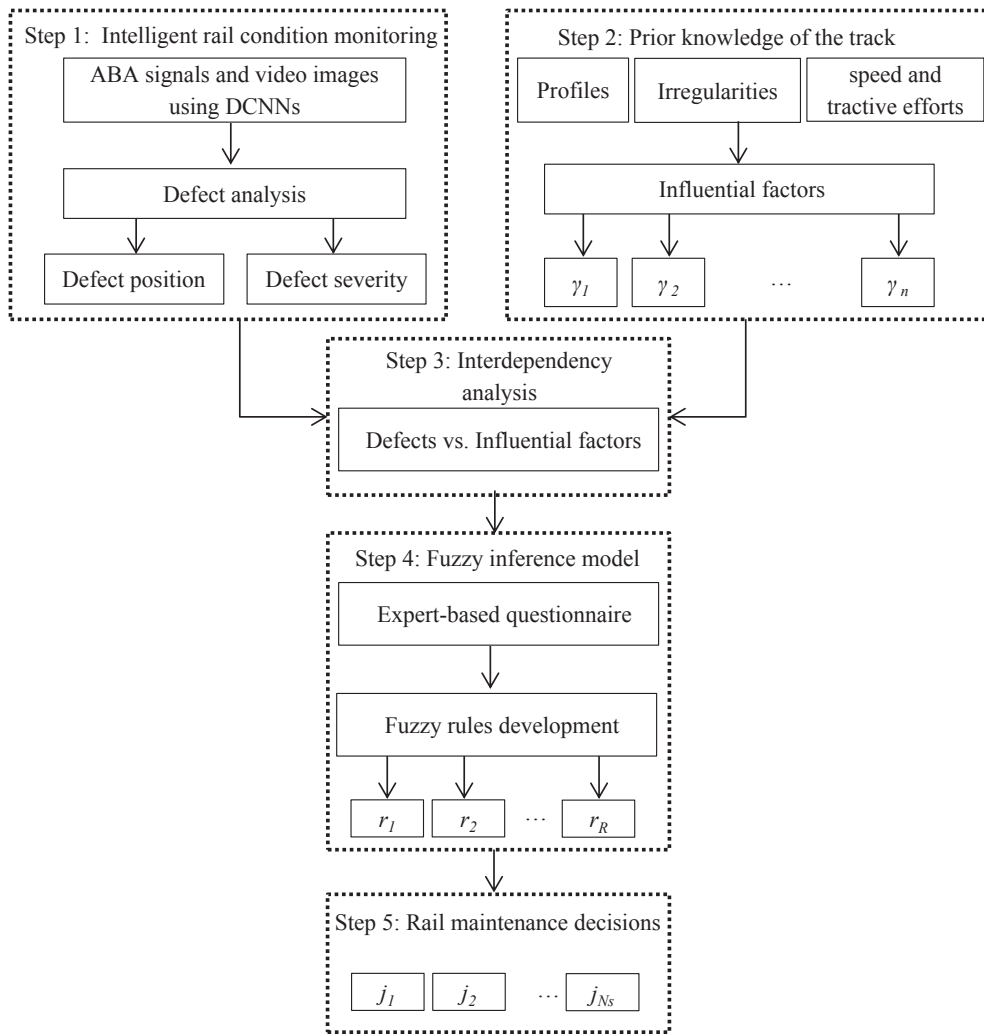 Step 1: Intelligent rail condition monitoring
ABA signals and video images
using DCNNs
Defect analysis
Defect position
Defect severity
Step 2: Prior knowledge of the track
Profiles
Irregularities
speed and
tractive efforts
Influential factors
γ1
γ2
…
γn
Step 3: Interdependency
analysis
Defects vs. Influential factors
Step 4: Fuzzy inference model
Expert-based questionnaire
Fuzzy rules development
r1
r2
…
rR
Step 5: Rail maintenance decisions
j1
j2
…
jNs